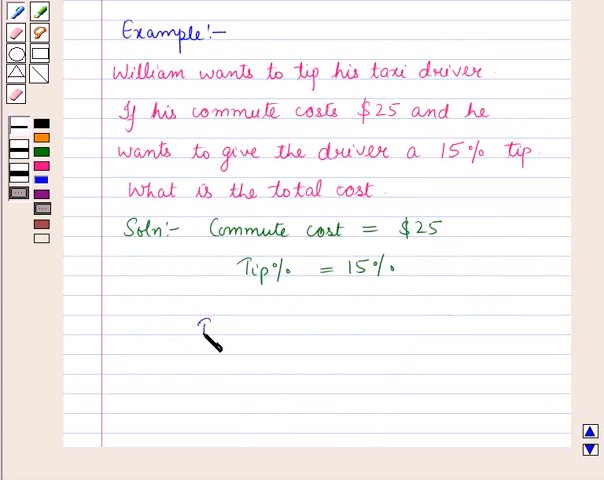 Example:-
William wants to tip his taxi driver.
If his commute costs $25 and he
wants to give the driver a 15% tip.
What is the total cost.
Soln:- Commute cost = $25
Tip% = 15%
T